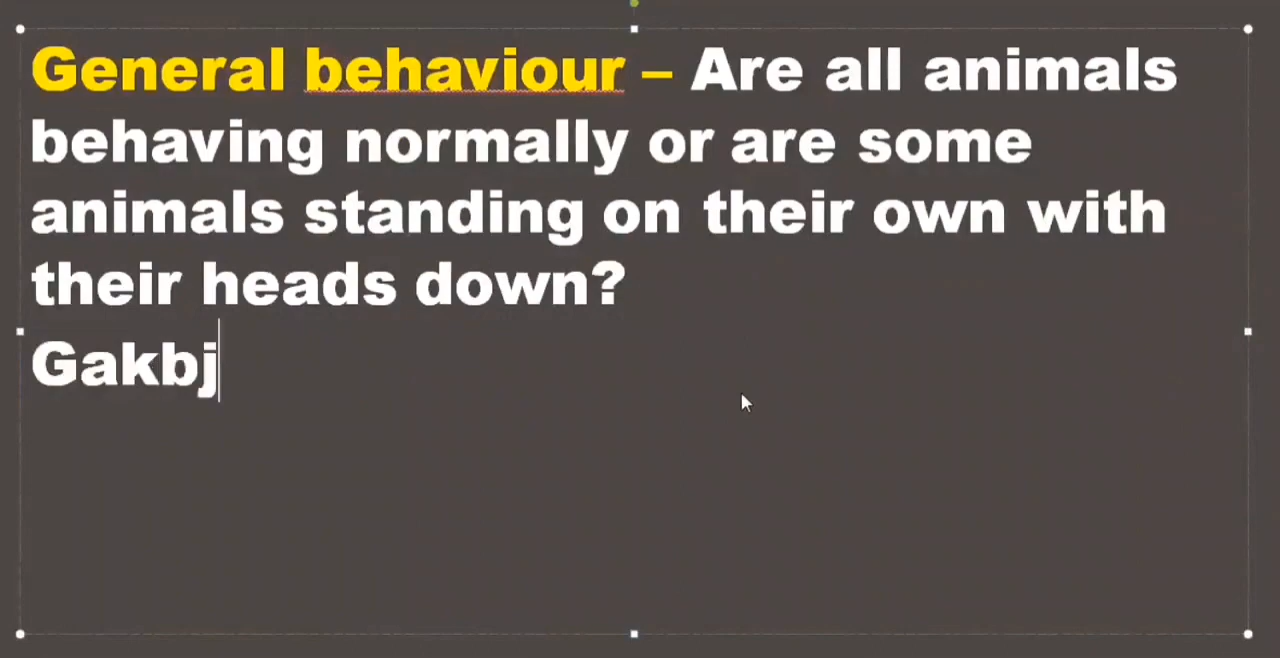 General behaviour – Are all animals
behaving normally or are some
animals standing on their own with
their heads down?
Gakbj